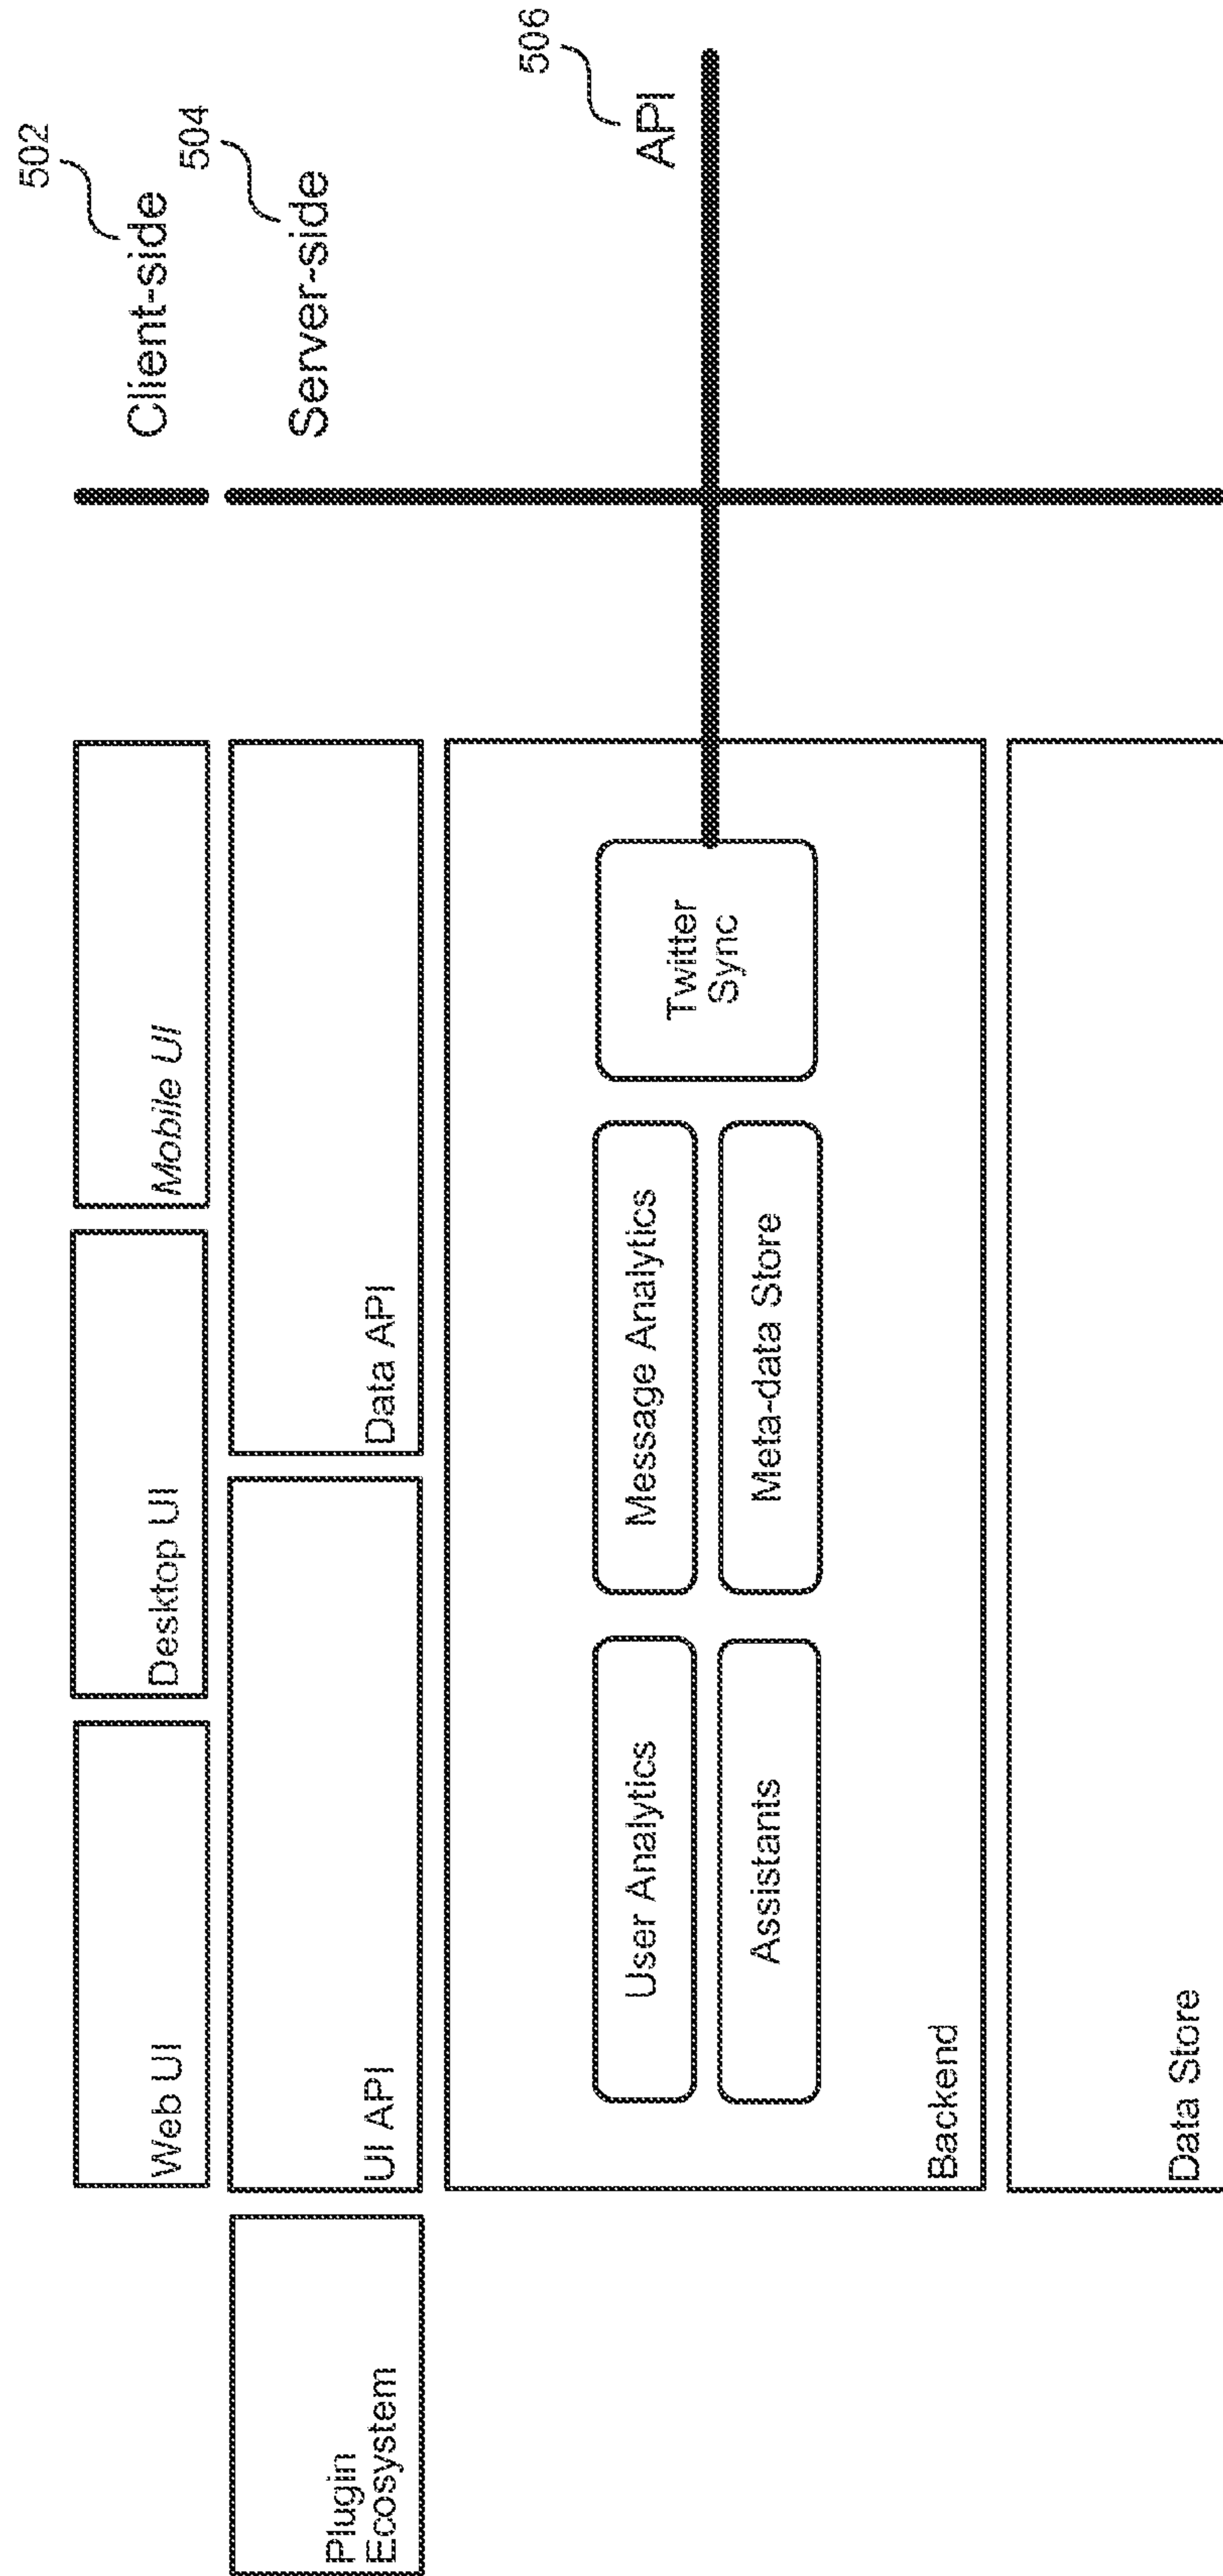 502
Client-side
504
Server-side
506
API
Web UI
Desktop UI
Mobile UI
Plugin
Ecosystem
UI API
Data API
User Analytics
Message Analytics
Twitter
Sync
Assistants
Meta-data Store
Backend
Data Store